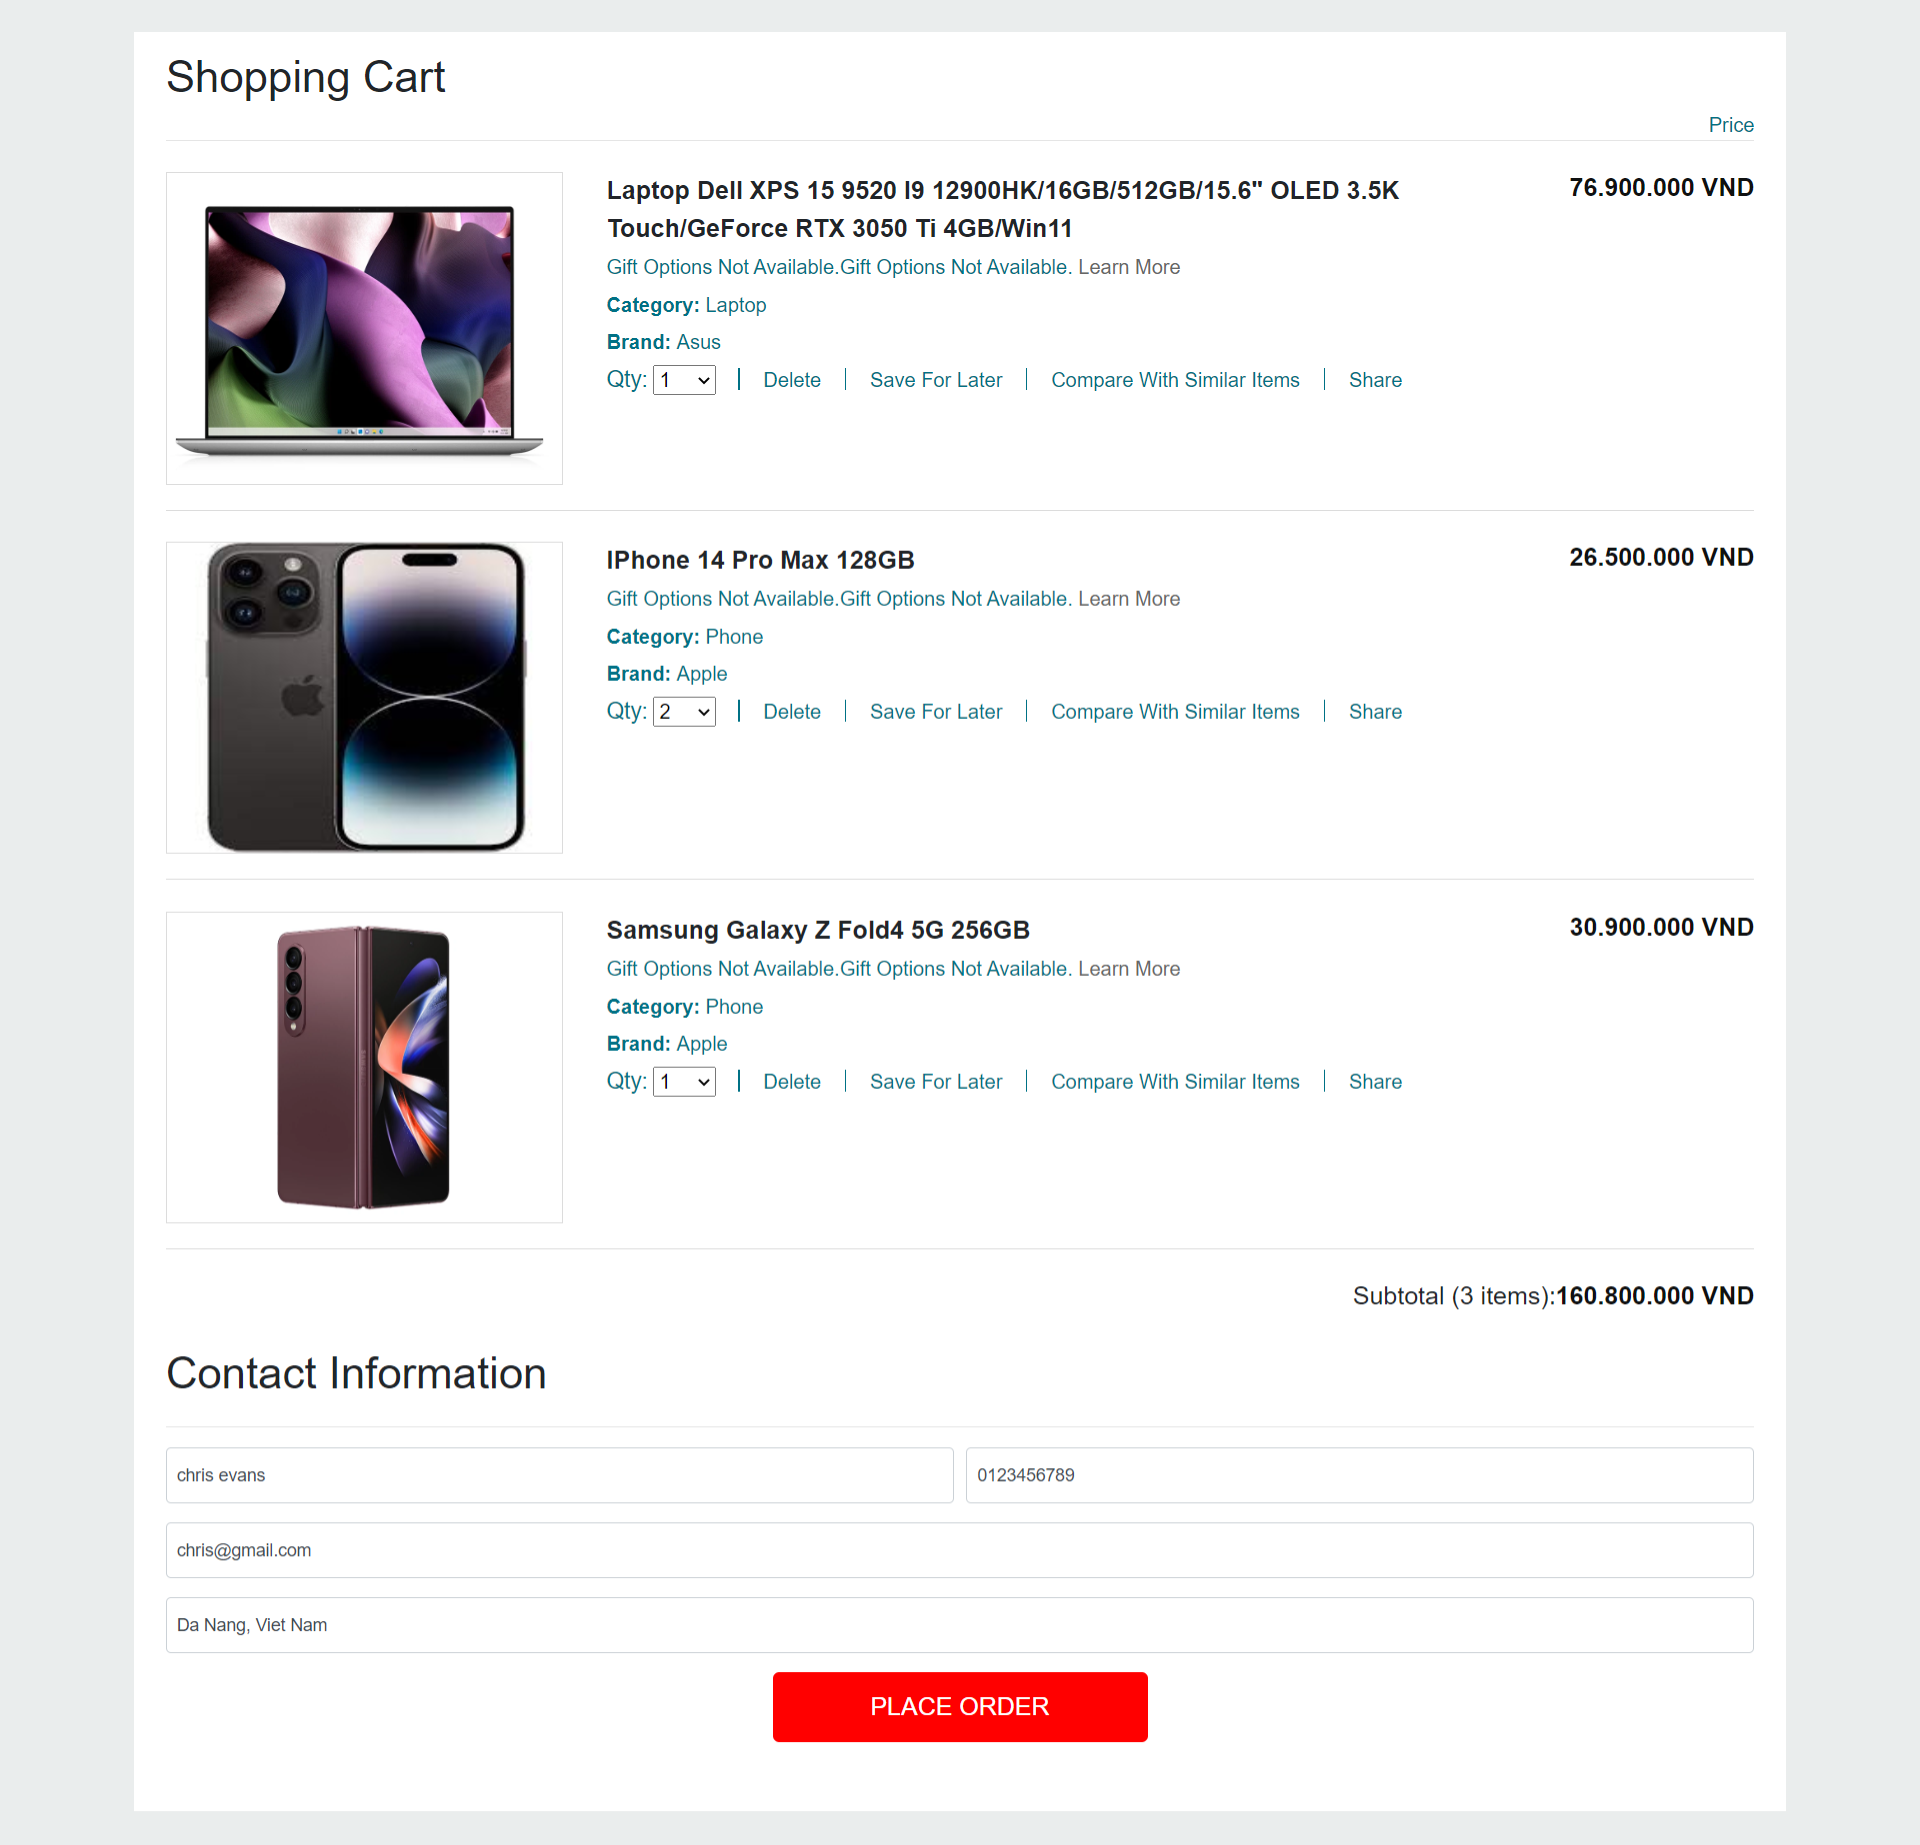 Shopping Cart
Price
Laptop Dell XPS 15 9520 I9 12900HK/16GB/512GB/15.6" OLED 3.5K
Touch/GeForce RTX 3050 Ti 4GB/Win11
76.900.000 VND
Gift Options Not Available.Gift Options Not Available. Learn More
Category: Laptop
Brand: Asus
Qty: 1 | Delete | Save For Later | Compare With Similar Items | Share
IPhone 14 Pro Max 128GB
26.500.000 VND
Gift Options Not Available.Gift Options Not Available. Learn More
Category: Phone
Brand: Apple
Qty: 2 | Delete | Save For Later | Compare With Similar Items | Share
Samsung Galaxy Z Fold4 5G 256GB
30.900.000 VND
Gift Options Not Available.Gift Options Not Available. Learn More
Category: Phone
Brand: Apple
Qty: 1 | Delete | Save For Later | Compare With Similar Items | Share
Subtotal (3 items):160.800.000 VND
Contact Information
chris evans
0123456789
chris@gmail.com
Da Nang, Viet Nam
PLACE ORDER